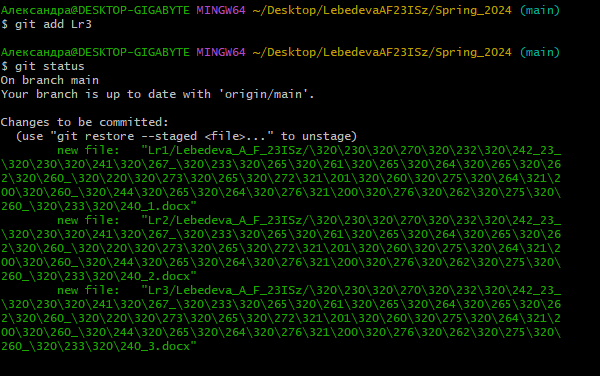 Александра@DESKTOP-GIGABYTE MINGW64 ~/Desktop/LebedevaAF23ISz/Spring_2024 (main)
$ git add Lr3
Александра@DESKTOP-GIGABYTE MINGW64 ~/Desktop/LebedevaAF23ISz/Spring_2024 (main)
$ git status
On branch main
Your branch is up to date with 'origin/main'.
Changes to be committed:
(use "git restore --staged <file>..." to unstage)
new file: "Lr1/Lebedeva_A_F_23ISz/\320\230\320\270\320\232\320\242_23_
\320\230\320\241\320\267_\320\233\320\265\320\261\320\265\320\264\320\265\320\26
2\320\260_\320\220\320\273\320\265\320\272\321\201\320\260\320\275\320\264\321\2
00\320\260_\320\244\320\265\320\264\320\276\321\200\320\276\320\262\320\275\320\
260_\320\233\320\240_1.docx"
new file: "Lr2/Lebedeva_A_F_23ISz/\320\230\320\270\320\232\320\242_23_
\320\230\320\241\320\267_\320\233\320\265\320\261\320\265\320\264\320\265\320\26
2\320\260_\320\220\320\273\320\265\320\272\321\201\320\260\320\275\320\264\321\2
00\320\260_\320\244\320\265\320\264\320\276\321\200\320\276\320\262\320\275\320\
260_\320\233\320\240_2.docx"
new file: "Lr3/Lebedeva_A_F_23ISz/\320\230\320\270\320\232\320\242_23_
\320\230\320\241\320\267_\320\233\320\265\320\261\320\265\320\264\320\265\320\26
2\320\260_\320\220\320\273\320\265\320\272\321\201\320\260\320\275\320\264\321\2
00\320\260_\320\244\320\265\320\264\320\276\321\200\320\276\320\262\320\275\320\
260_\320\233\320\240_3.docx"